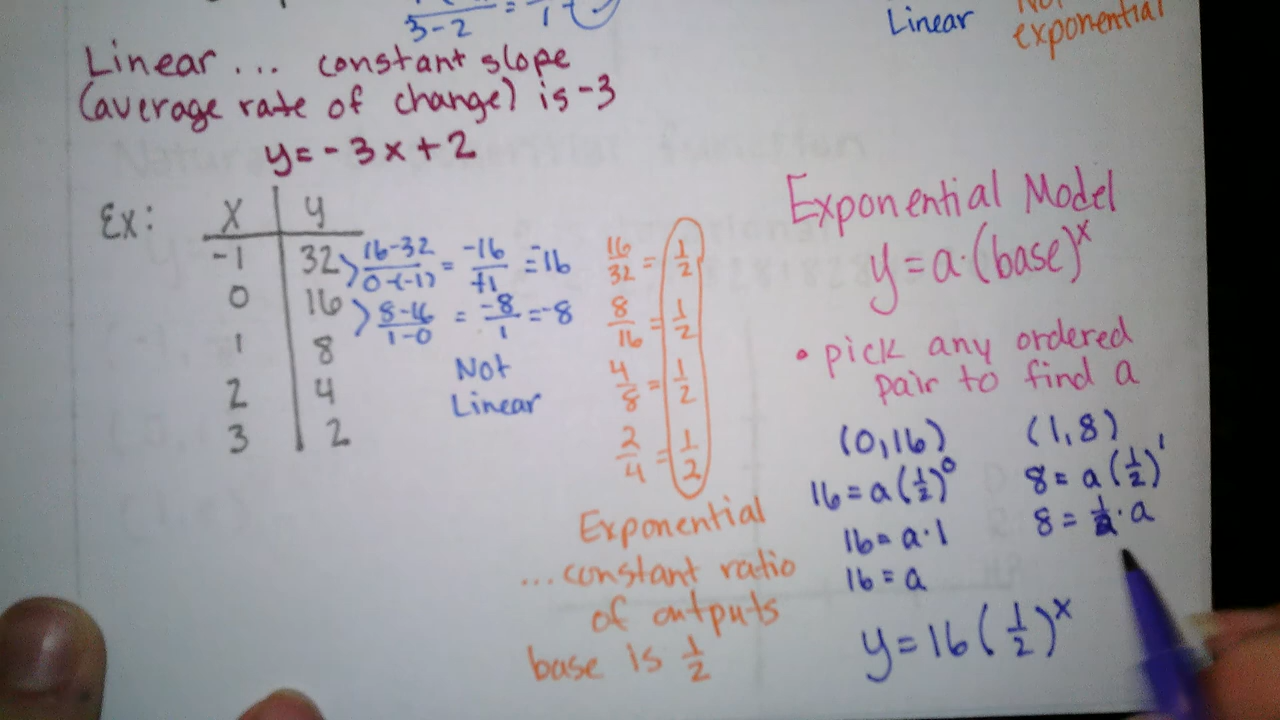 3-2 = 1
Linear
Not
exponential
Linear ... constant slope
(average rate of change) is -3
y = -3x + 2
Ex:
x y
-1 32
0 16
1 8
2 4
3 2
16-32 / 0-(-1) = -16 / +1 = -16
8-16 / 1-0 = -8 / 1 = -8
Not
Linear
16/32 = 1/2
8/16 = 1/2
4/8 = 1/2
2/4 = 1/2
Exponential
...constant ratio
of outputs
base is 1/2
Exponential Model
y = a·(base)^x
• pick any ordered
pair to find a
(0,16)
16 = a(1/2)^0
16 = a·1
16 = a
(1,8)
8 = a(1/2)^1
8 = 1/2·a
y = 16(1/2)^x